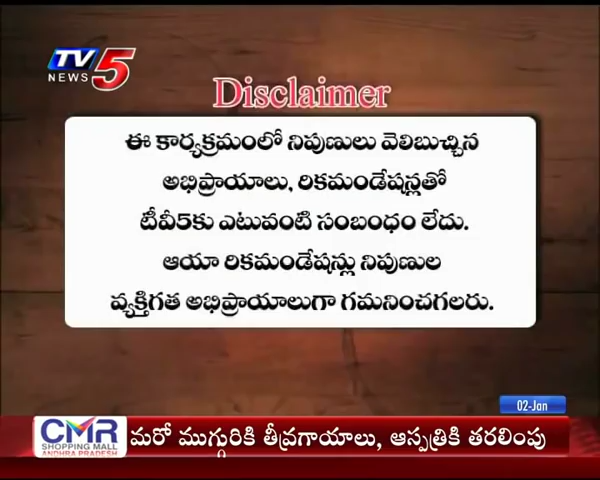 TV5
NEWS
Disclaimer
ఈ కార్యక్రమంలో నిపుణులు వెలిబుచ్చిన
అభిప్రాయాలు, రికమండేషన్లతో
టీవీ5కు ఎటువంటి సంబంధం లేదు.
ఆయా రికమండేషన్లు నిపుణుల
వ్యక్తిగత అభిప్రాయాలుగా గమనించగలరు.
02-Jan
CMR
SHOPPING MALL
ANDHRA PRADESH
మరో ముగ్గురికి తీవ్రగాయాలు, ఆస్పత్రికి తరలింపు